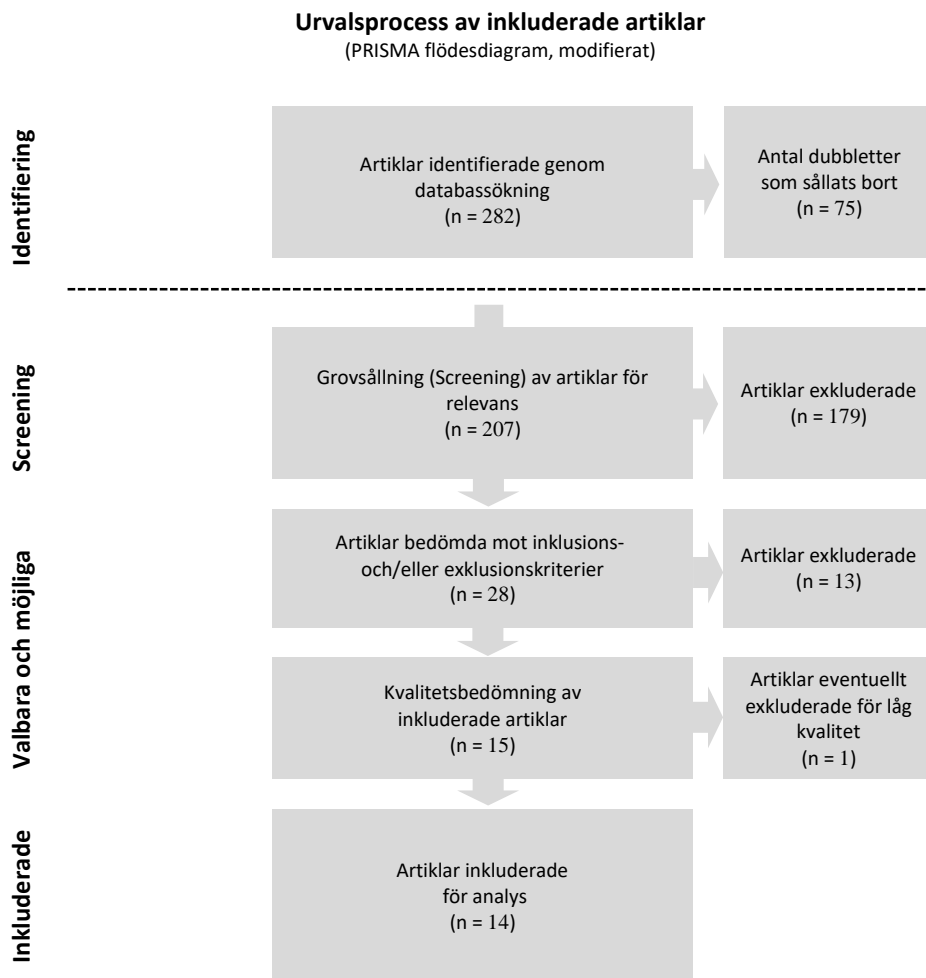 Urvalsprocess av inkluderade artiklar
(PRISMA flödesdiagram, modifierat)
Identifiering
Artiklar identifierade genom
databassökning
(n = 282)
Antal dubbletter
som sållats bort
(n = 75)
Screening
Grovsållning (Screening) av artiklar för
relevans
(n = 207)
Artiklar exkluderade
(n = 179)
Valbara och möjliga
Artiklar bedömda mot inklusions-
och/eller exklusionskriterier
(n = 28)
Artiklar exkluderade
(n = 13)
Kvalitetsbedömning av
inkluderade artiklar
(n = 15)
Artiklar eventuellt
exkluderade för låg
kvalitet
(n = 1)
Inkluderade
Artiklar inkluderade
för analys
(n = 14)